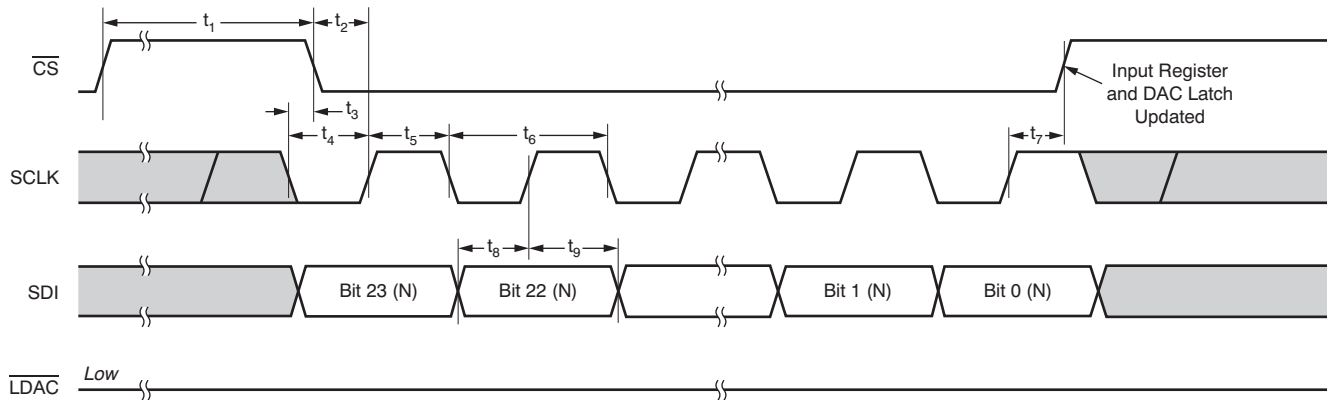 t1
t2
CS
Input Register
and DAC Latch
Updated
t3
t4
t5
t6
t7
SCLK
t8
t9
SDI
Bit 23 (N)
Bit 22 (N)
Bit 1 (N)
Bit 0 (N)
LDAC
Low